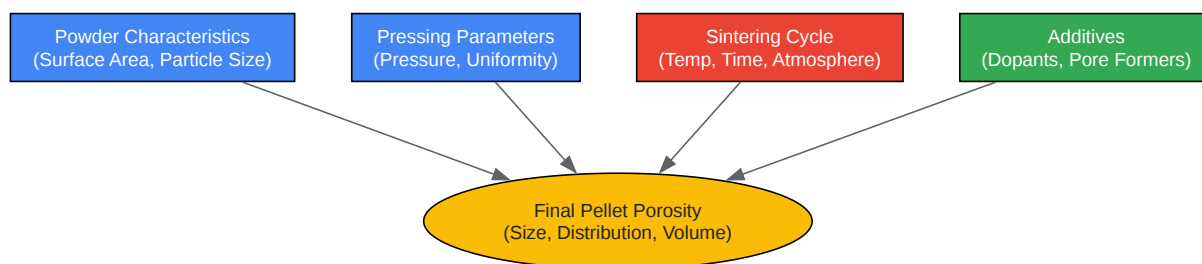 Powder Characteristics
(Surface Area, Particle Size)
Pressing Parameters
(Pressure, Uniformity)
Sintering Cycle
(Temp, Time, Atmosphere)
Additives
(Dopants, Pore Formers)
Final Pellet Porosity
(Size, Distribution, Volume)